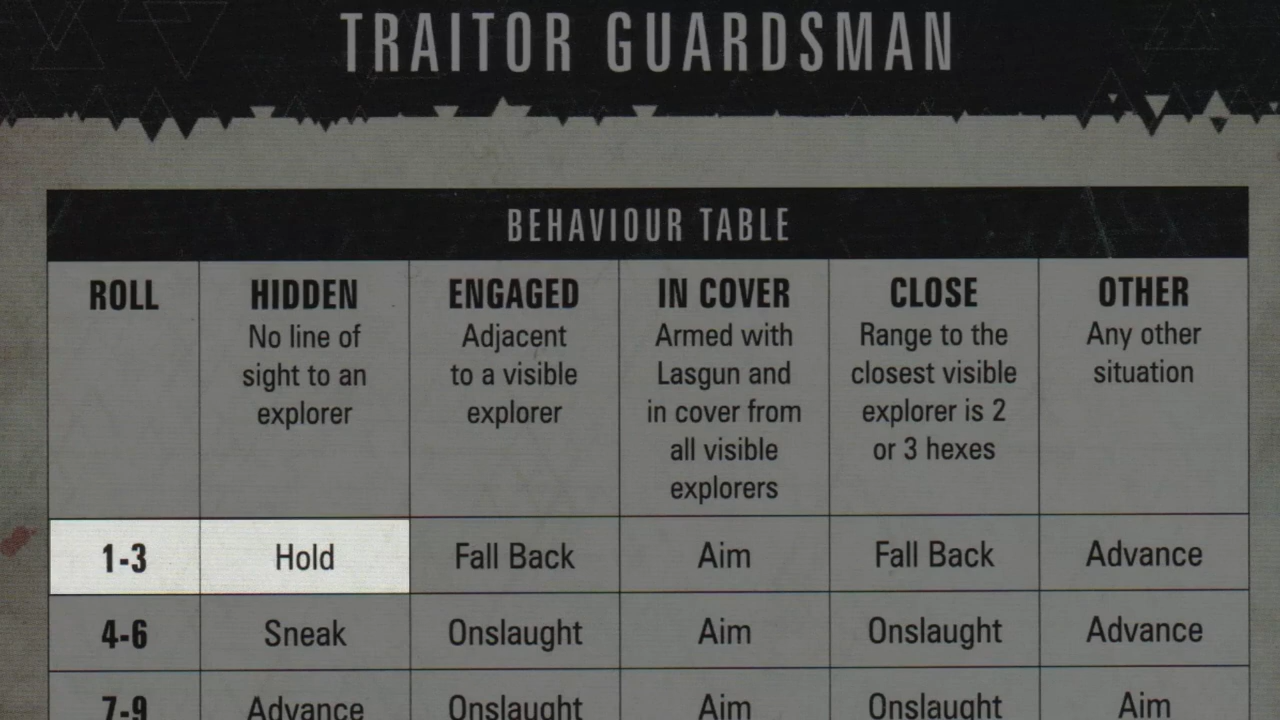 TRAITOR GUARDSMAN
BEHAVIOUR TABLE
ROLL HIDDEN ENGAGED IN COVER CLOSE OTHER
No line of Adjacent Armed with Range to the Any other
sight to an to a visible Lasgun and closest visible situation
explorer explorer in cover from explorer is 2
all visible or 3 hexes
explorers
1-3 Hold Fall Back Aim Fall Back Advance
4-6 Sneak Onslaught Aim Onslaught Advance
7-9 Advance Onslaught Aim Onslaught Aim